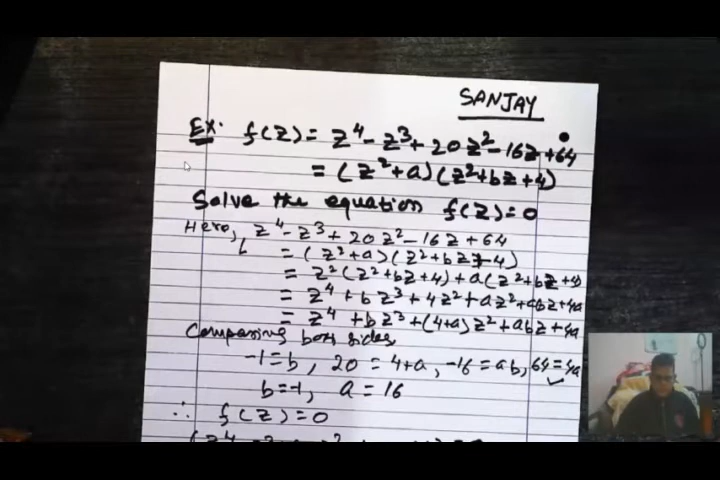 SANJAY
Ex. f(z) = z⁴ - z³ + 20z² - 16z + 64
= (z² + a) (z² + bz + 4)
Solve the equation f(z) = 0
Here, z⁴ - z³ + 20z² - 16z + 64
= (z² + a) (z² + bz + 4)
= z² (z² + bz + 4) + a (z² + bz + 4)
= z⁴ + bz³ + 4z² + az² + abz + 4a
= z⁴ + bz³ + (4+a) z² + abz + 4a
Comparing both sides
-1 = b, 20 = 4 + a, -16 = ab, 64 = 4a
b = -1, a = 16
∴ f(z) = 0